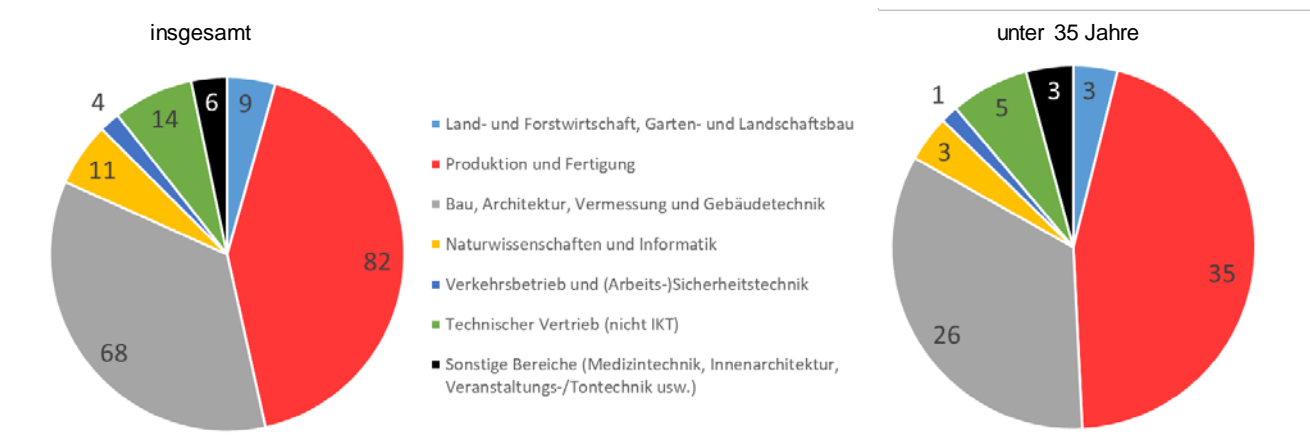 insgesamt
4
14
6
9
11
82
68
Land- und Forstwirtschaft, Garten- und Landschaftsbau
Produktion und Fertigung
Bau, Architektur, Vermessung und Gebäudetechnik
Naturwissenschaften und Informatik
Verkehrsbetrieb und (Arbeits-)Sicherheitstechnik
Technischer Vertrieb (nicht IKT)
Sonstige Bereiche (Medizintechnik, Innenarchitektur,
Veranstaltungs-/Tontechnik usw.)
unter 35 Jahre
1
5
3
3
3
35
26